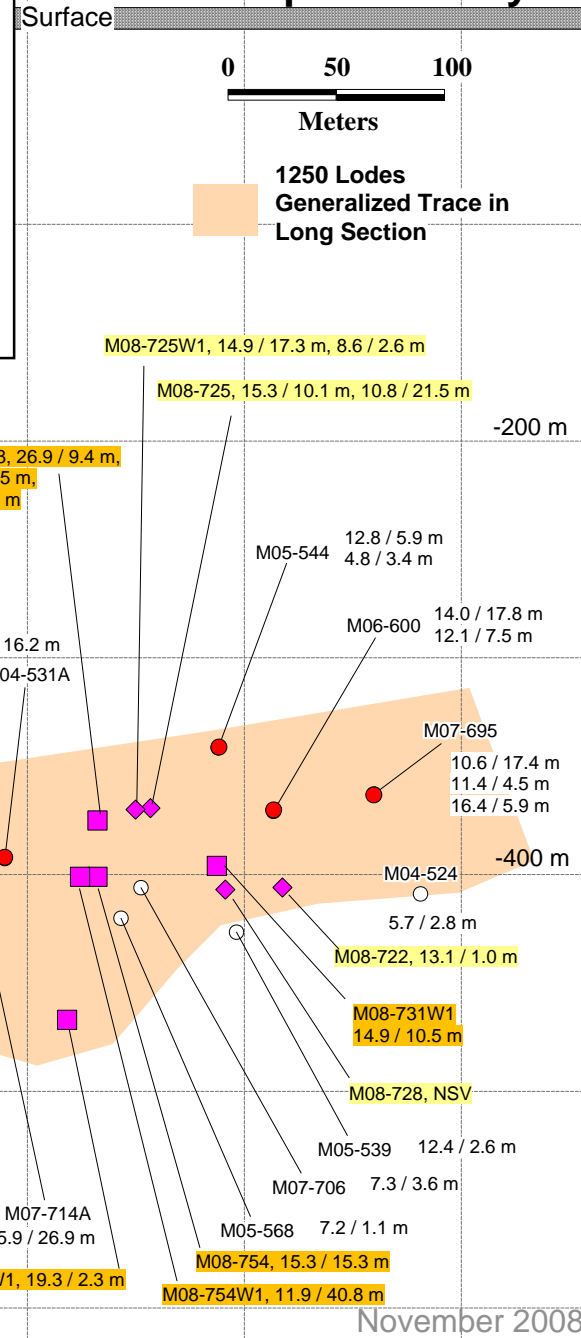 Surface
0 50 100
Meters
1250 Lodes
Generalized Trace in
Long Section
M08-725W1, 14.9 / 17.3 m, 8.6 / 2.6 m
M08-725, 15.3 / 10.1 m, 10.8 / 21.5 m
-200 m
26.9 / 9.4 m,
5 m,
m
M05-544
12.8 / 5.9 m
4.8 / 3.4 m
M06-600
14.0 / 17.8 m
12.1 / 7.5 m
16.2 m
04-531A
M07-695
10.6 / 17.4 m
11.4 / 4.5 m
16.4 / 5.9 m
-400 m
M04-524
5.7 / 2.8 m
M08-722, 13.1 / 1.0 m
M08-731W1
14.9 / 10.5 m
M08-728, NSV
M05-539 12.4 / 2.6 m
M07-706 7.3 / 3.6 m
M07-714A
5.9 / 26.9 m
M05-568 7.2 / 1.1 m
M08-754, 15.3 / 15.3 m
W1, 19.3 / 2.3 m
M08-754W1, 11.9 / 40.8 m
November 2008